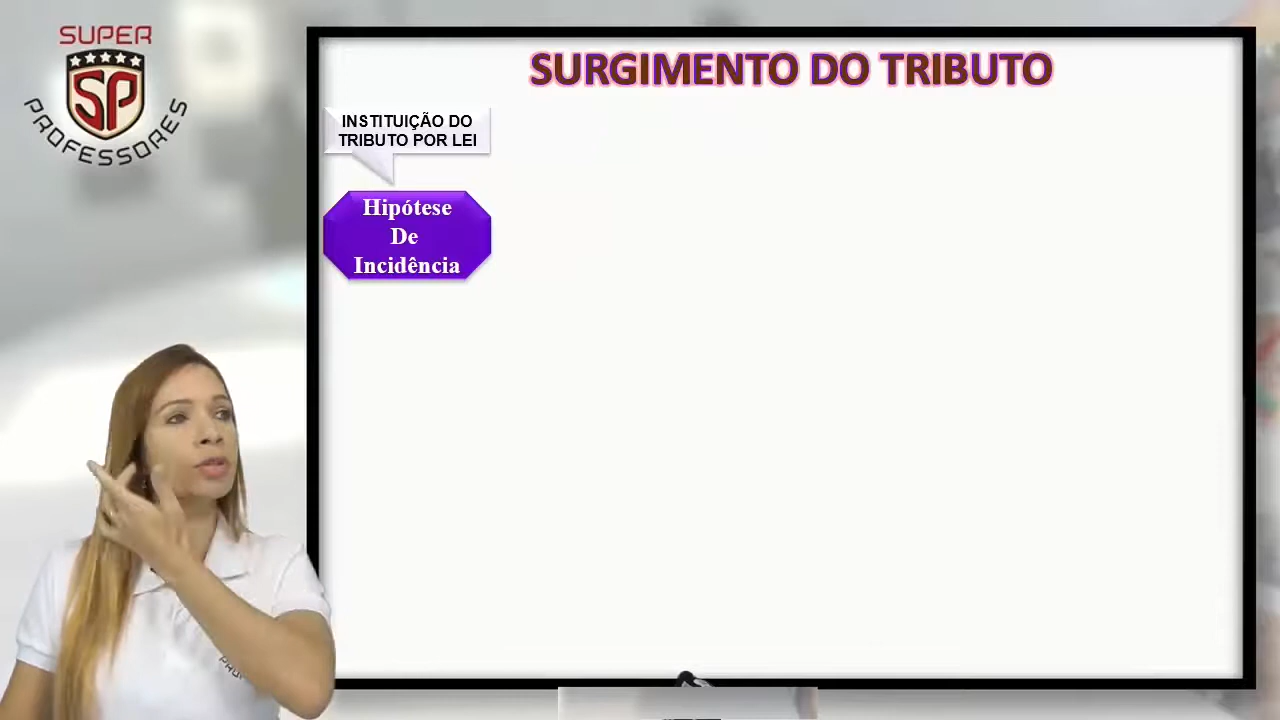 SUPER
SP
PROFESSORES
SURGIMENTO DO TRIBUTO
INSTITUIÇÃO DO
TRIBUTO POR LEI
Hipótese
De
Incidência